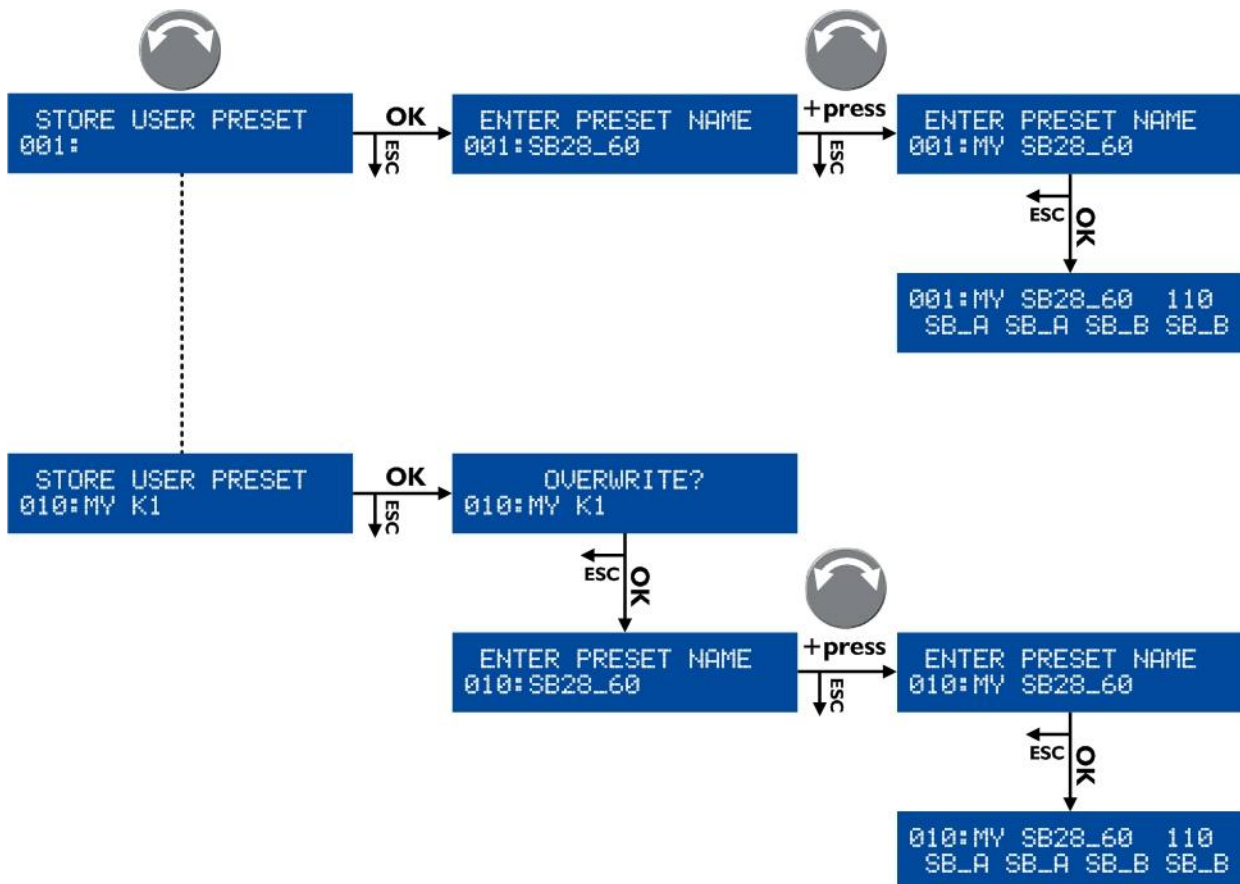 STORE USER PRESET
001:
OK
ESC
ENTER PRESET NAME
001:SB28_60
+press
ESC
ENTER PRESET NAME
001:MY SB28_60
ESC
OK
001:MY SB28_60 110
SB_A SB_A SB_B SB_B
STORE USER PRESET
010:MY K1
OK
ESC
OVERWRITE?
010:MY K1
ESC
OK
ENTER PRESET NAME
010:SB28_60
+press
ESC
ENTER PRESET NAME
010:MY SB28_60
ESC
OK
010:MY SB28_60 110
SB_A SB_A SB_B SB_B